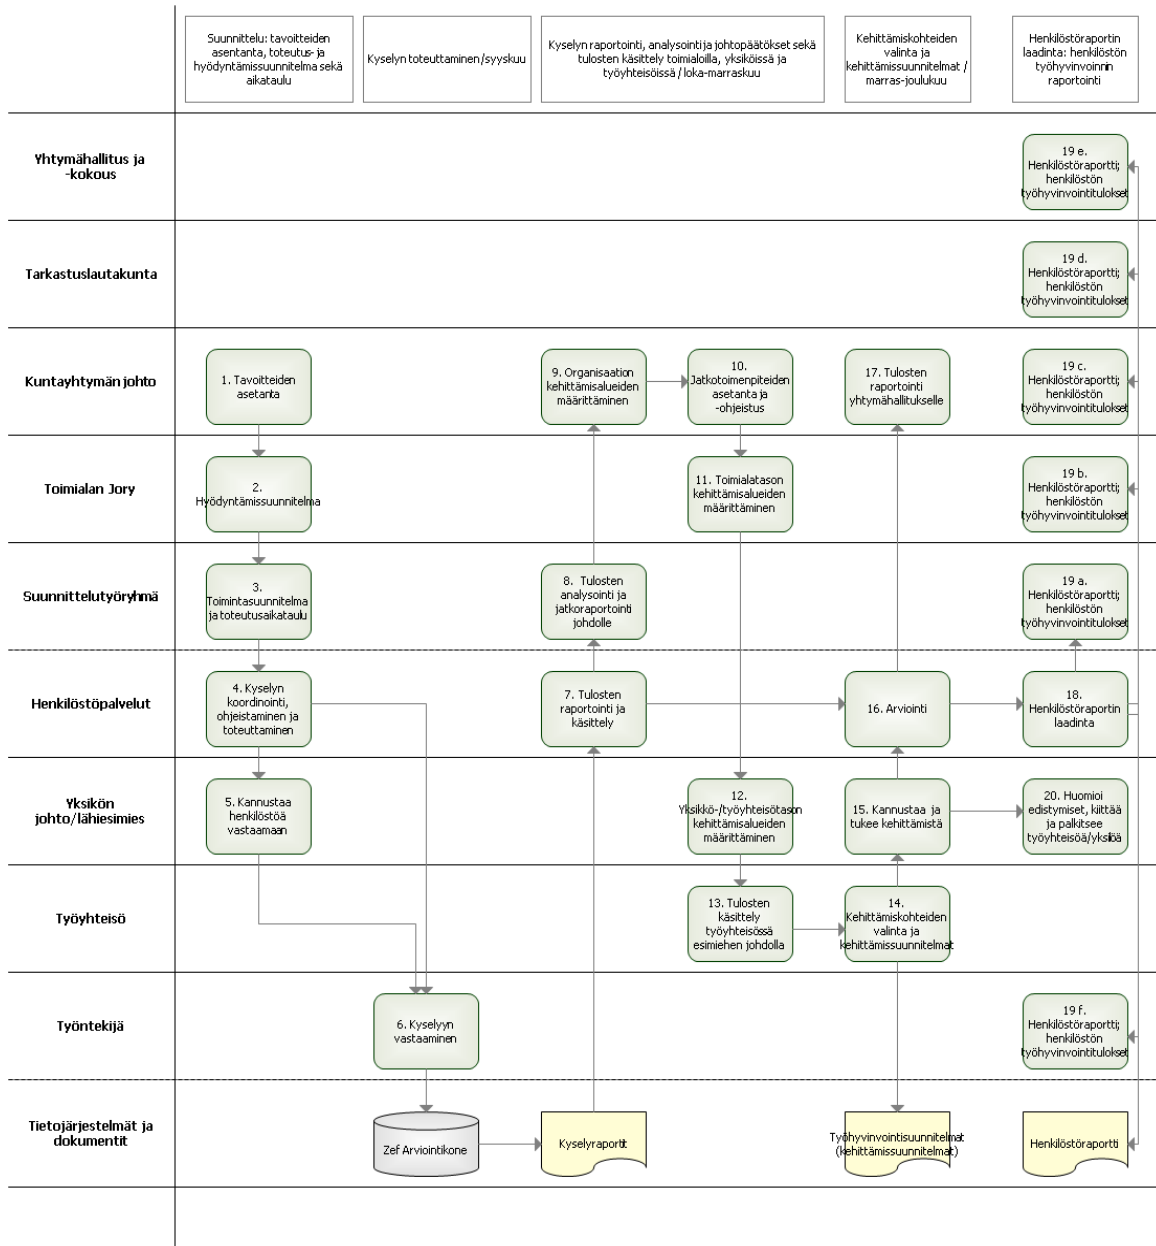 Suunnittelu: tavoitteiden
asentanta, toteutus- ja
hyödyntämissuunnitelma sekä
aikataulu
Kyselyn toteuttaminen/syyskuu
Kyselyn raportointi, analysointi ja johtopäätökset sekä
tulosten käsittely toimialoilla, yksiköissä ja
työyhteisöissä / loka-marraskuu
Kehittämiskohteiden
valinta ja
kehittämissuunnitelmat /
marras-joulukuu
Henkilöstöraportin
laadinta: henkilöstön
työhyvinvoinnin
raportointi
Yhtymähallitus ja
-kokous
19 e.
Henkilöstöraportti;
henkilöstön
työhyvinvointitulokset
Tarkastuslautakunta
19 d.
Henkilöstöraportti;
henkilöstön
työhyvinvointitulokset
Kuntayhtymän johto
1. Tavoitteiden
asetanta
9. Organisaation
kehittämisalueiden
määrittäminen
10.
Jatkotoimenpiteiden
asetanta ja
-ohjeistus
17. Tulosten
raportointi
yhtymähallitukselle
19 c.
Henkilöstöraportti;
henkilöstön
työhyvinvointitulokset
Toimialan Jory
2.
Hyödyntämissuunnitelma
11. Toimialatason
kehittämisalueiden
määrittäminen
19 b.
Henkilöstöraportti;
henkilöstön
työhyvinvointitulokset
Suunnittelutyöryhmä
3.
Toimintasuunnitelma
ja toteutusaikataulu
8. Tulosten
analysointi ja
jatkoraportointi
johdolle
19 a.
Henkilöstöraportti;
henkilöstön
työhyvinvointitulokset
Henkilöstöpalvelut
4. Kyselyn
koordinointi,
ohjeistaminen ja
toteuttaminen
7. Tulosten
raportointi ja
käsittely
16. Arviointi
18.
Henkilöstöraportin
laadinta
Yksikön
johto/lähiesimies
5. Kannustaa
henkilöstöä
vastaamaan
12.
Yksikkö-/työyhteisötason
kehittämisalueiden
määrittäminen
15. Kannustaa ja
tukee kehittämistä
20. Huomioi
edistymiset, kiittää
ja palkitsee
työyhteisöä/yksilöä
Työyhteisö
13. Tulosten
käsittely
työyhteisössä
esimiehen johdolla
14.
Kehittämiskohteiden
valinta ja
kehittämissuunnitelmat
Työntekijä
6. Kyselyyn
vastaaminen
19 f.
Henkilöstöraportti;
henkilöstön
työhyvinvointitulokset
Tietojärjestelmät ja
dokumentit
Zef Arviointikone
Kyselyraportit
Työhyvinvointisuunnitelmat
(kehittämissuunnitelmat)
Henkilöstöraportti